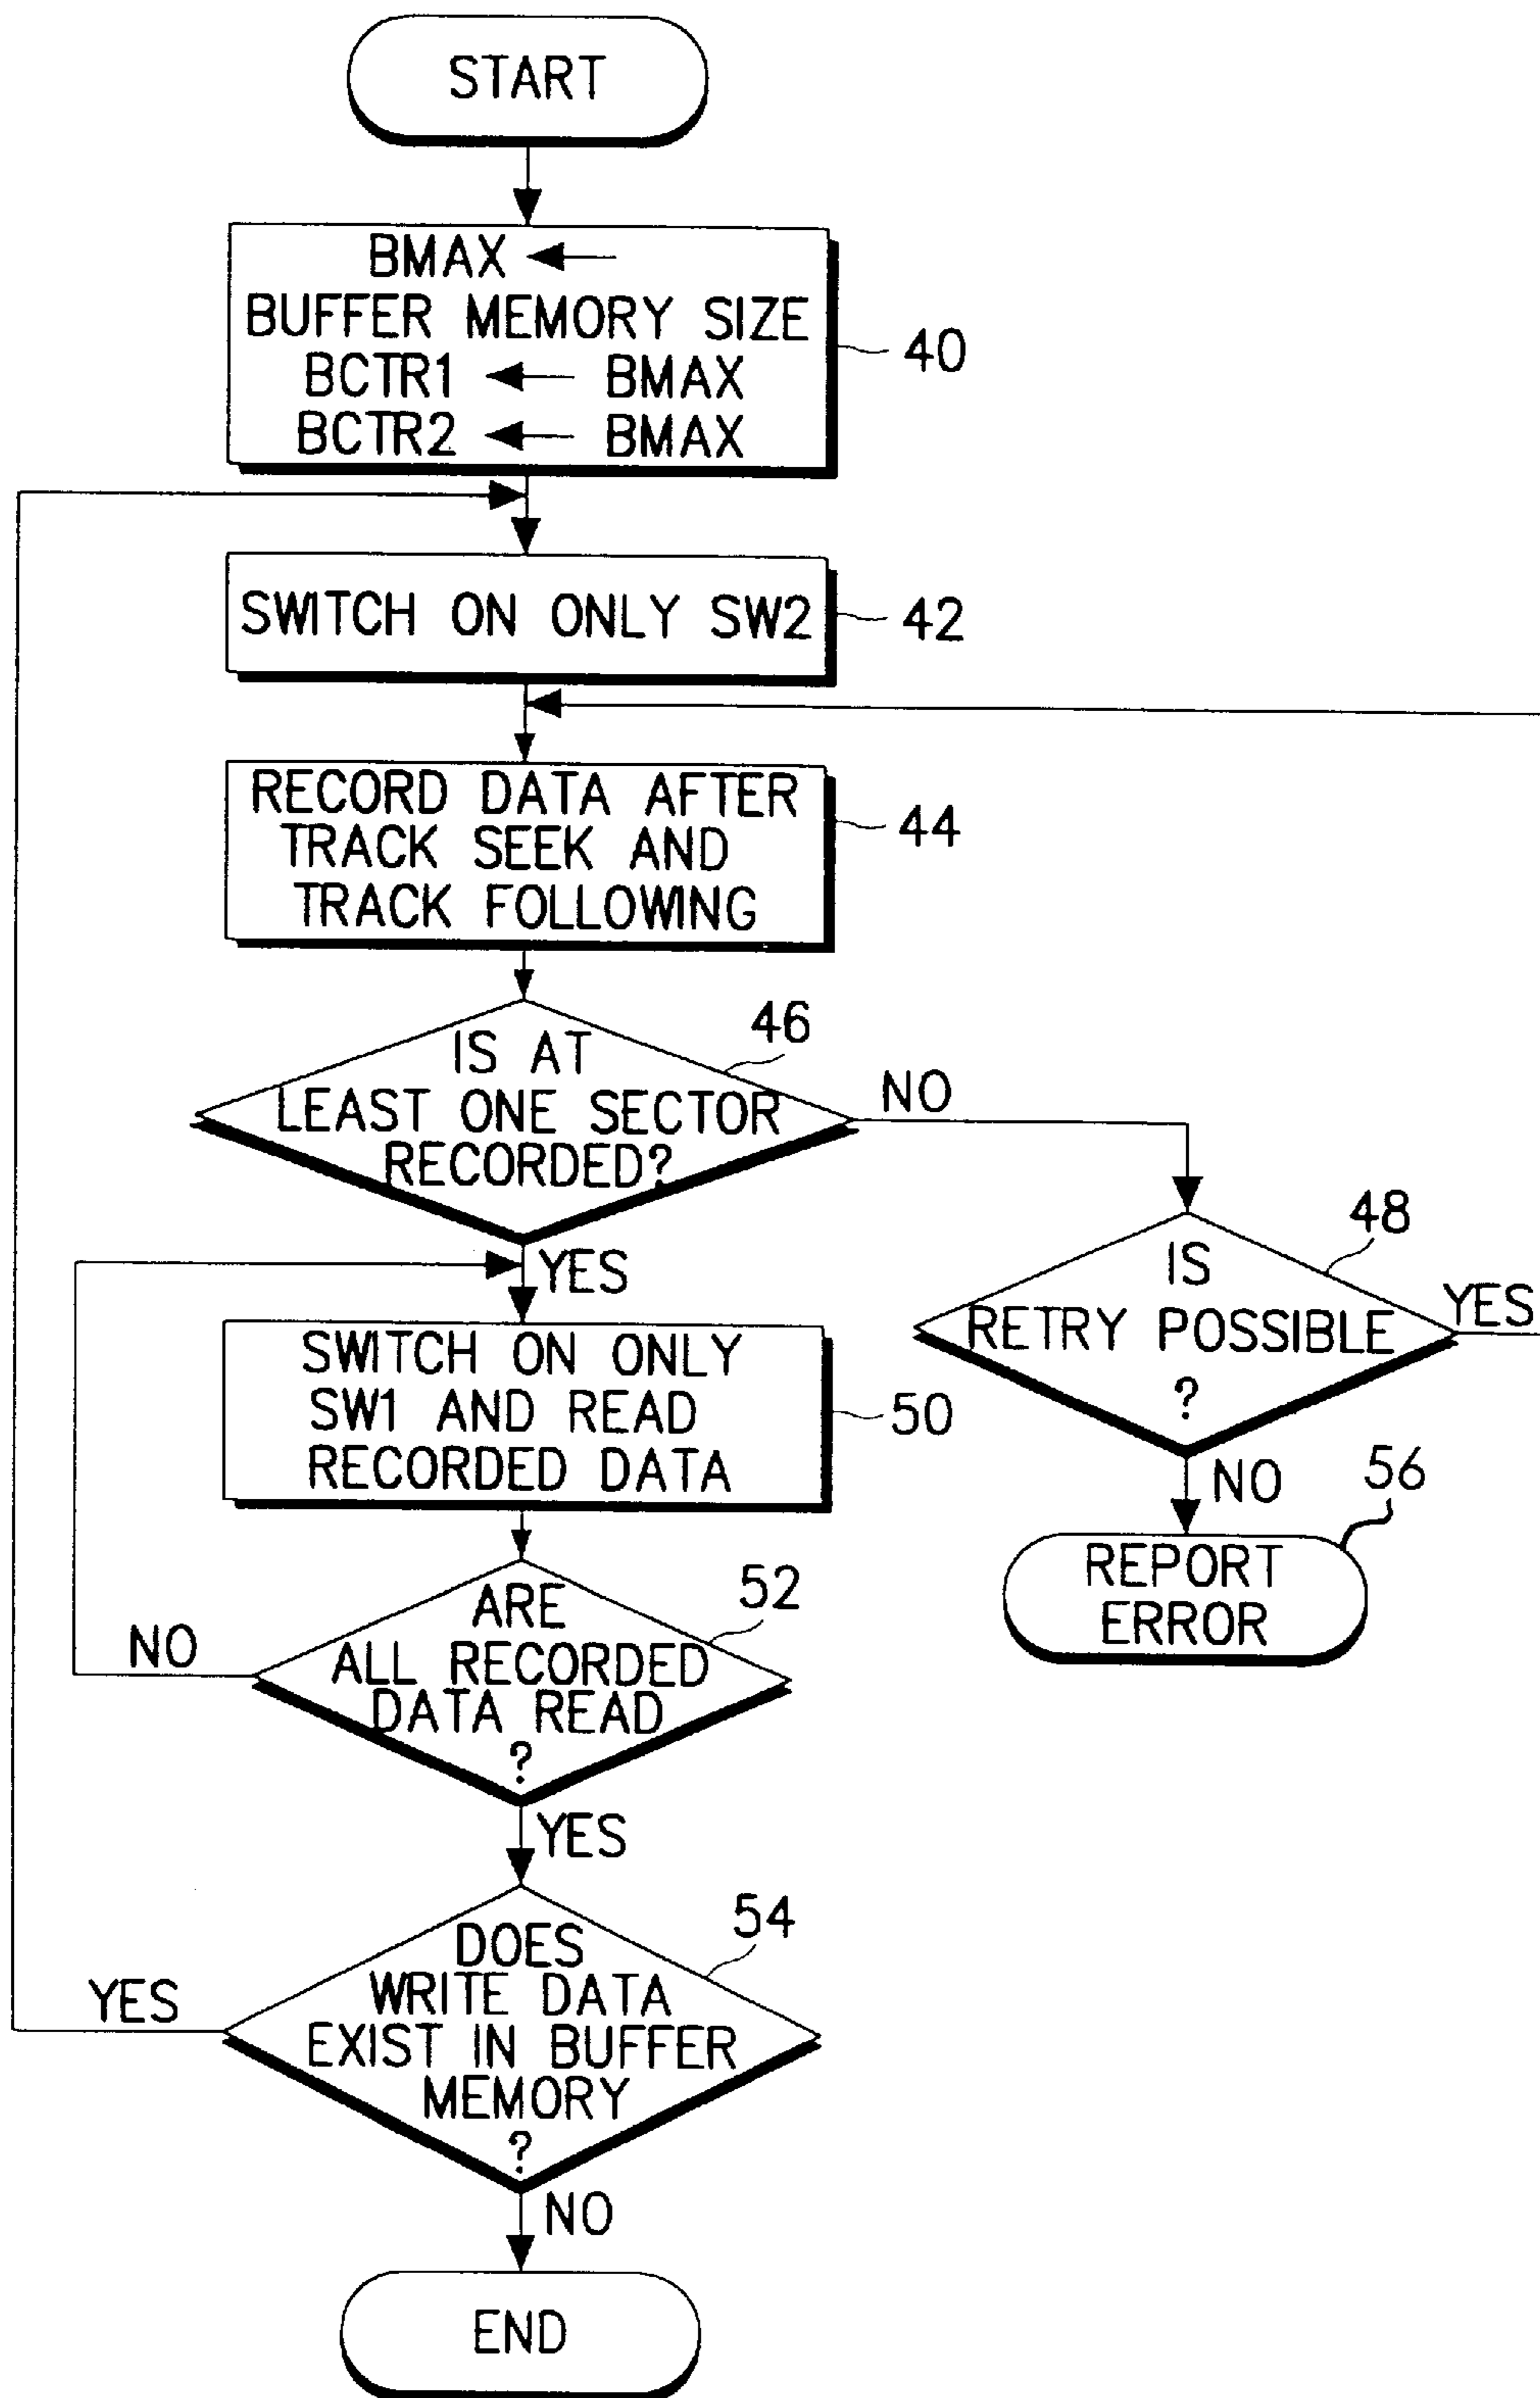 START
BMAX ←
BUFFER MEMORY SIZE
BCTR1 ← BMAX
BCTR2 ← BMAX
40
SWITCH ON ONLY SW2
42
RECORD DATA AFTER
TRACK SEEK AND
TRACK FOLLOWING
44
IS AT
LEAST ONE SECTOR
RECORDED?
46
NO
YES
IS
RETRY POSSIBLE
?
48
YES
NO
REPORT
ERROR
56
SWITCH ON ONLY
SW1 AND READ
RECORDED DATA
50
ARE
ALL RECORDED
DATA READ
?
52
NO
YES
DOES
WRITE DATA
EXIST IN BUFFER
MEMORY
?
54
YES
NO
END